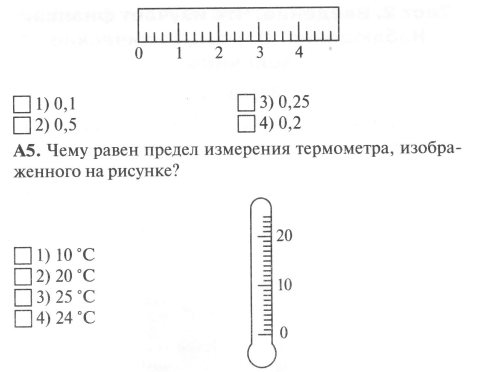 0 1 2 3 4
1) 0,1
2) 0,5
3) 0,25
4) 0,2
А5. Чему равен предел измерения термометра, изобра-
женного на рисунке?
1) 10 °С
2) 20 °С
3) 25 °С
4) 24 °С
20
10
0